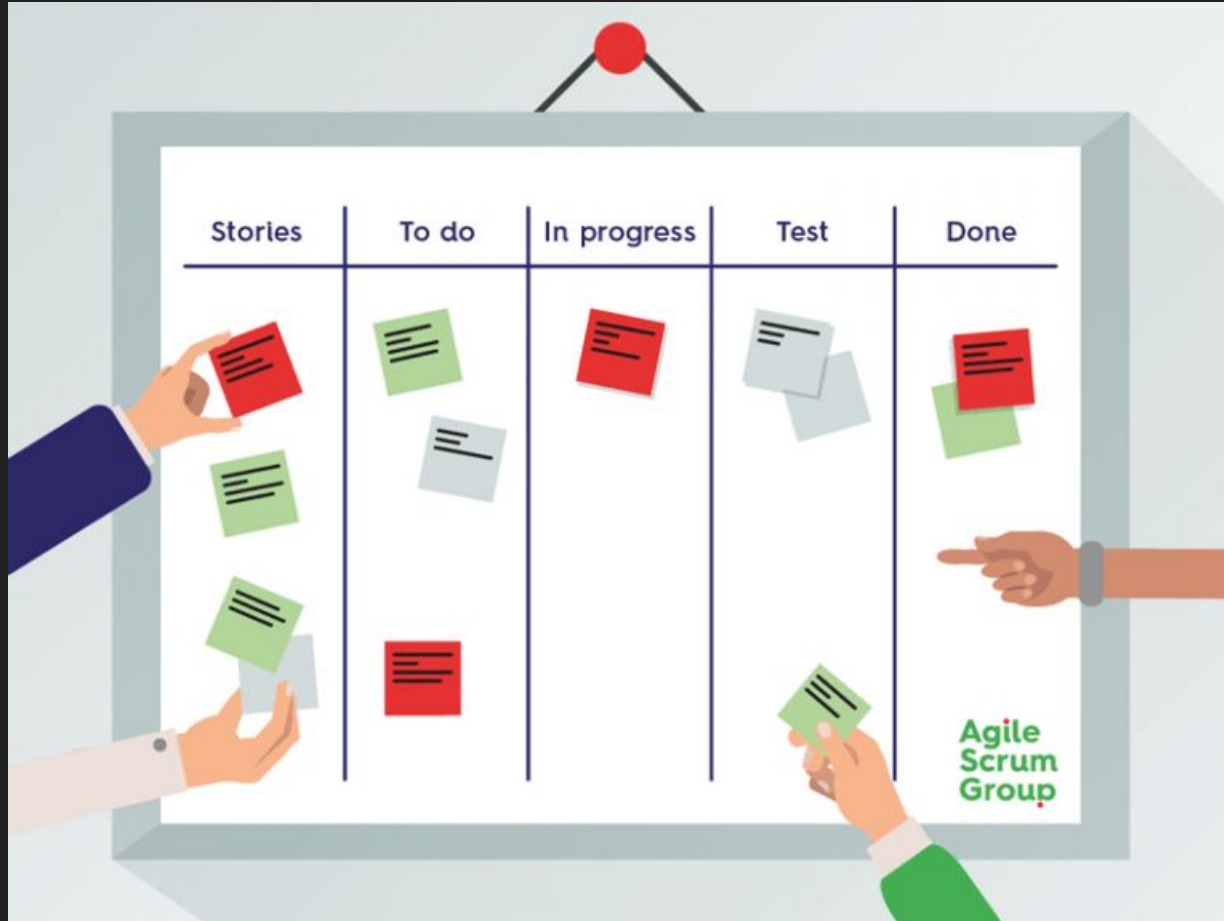 Stories
To do
In progress
Test
Done
Agile
Scrum
Group